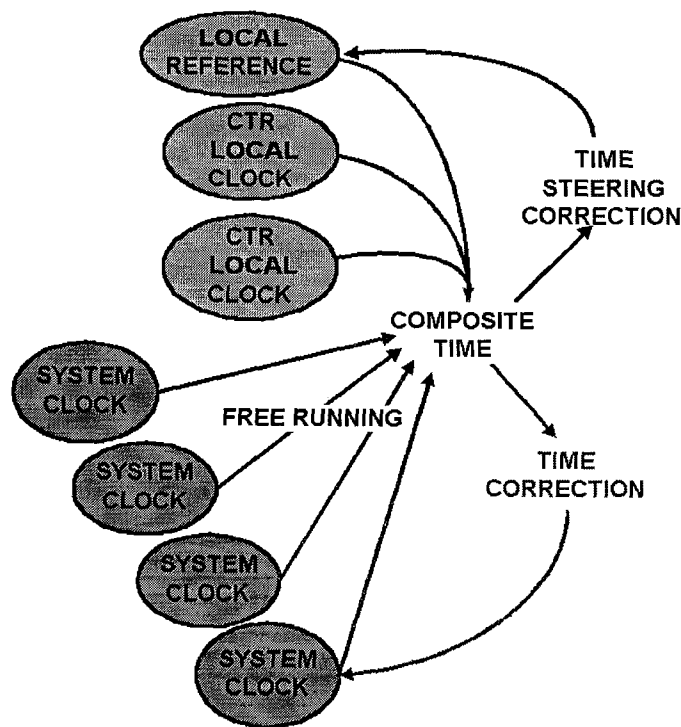 LOCAL
REFERENCE
CTR
LOCAL
CLOCK
CTR
LOCAL
CLOCK
TIME
STEERING
CORRECTION
COMPOSITE
TIME
SYSTEM
CLOCK
FREE RUNNING
SYSTEM
CLOCK
TIME
CORRECTION
SYSTEM
CLOCK
SYSTEM
CLOCK